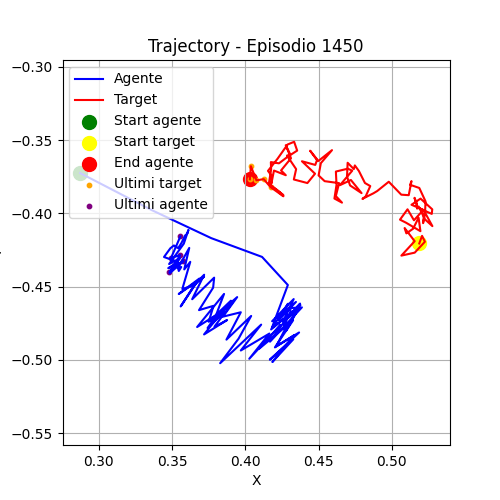 Trajectory - Episodio 1450
Agente
Target
Start agente
Start target
End agente
Ultimi target
Ultimi agente
−0.30
−0.35
−0.40
−0.45
−0.50
−0.55
0.30 0.35 0.40 0.45 0.50
X